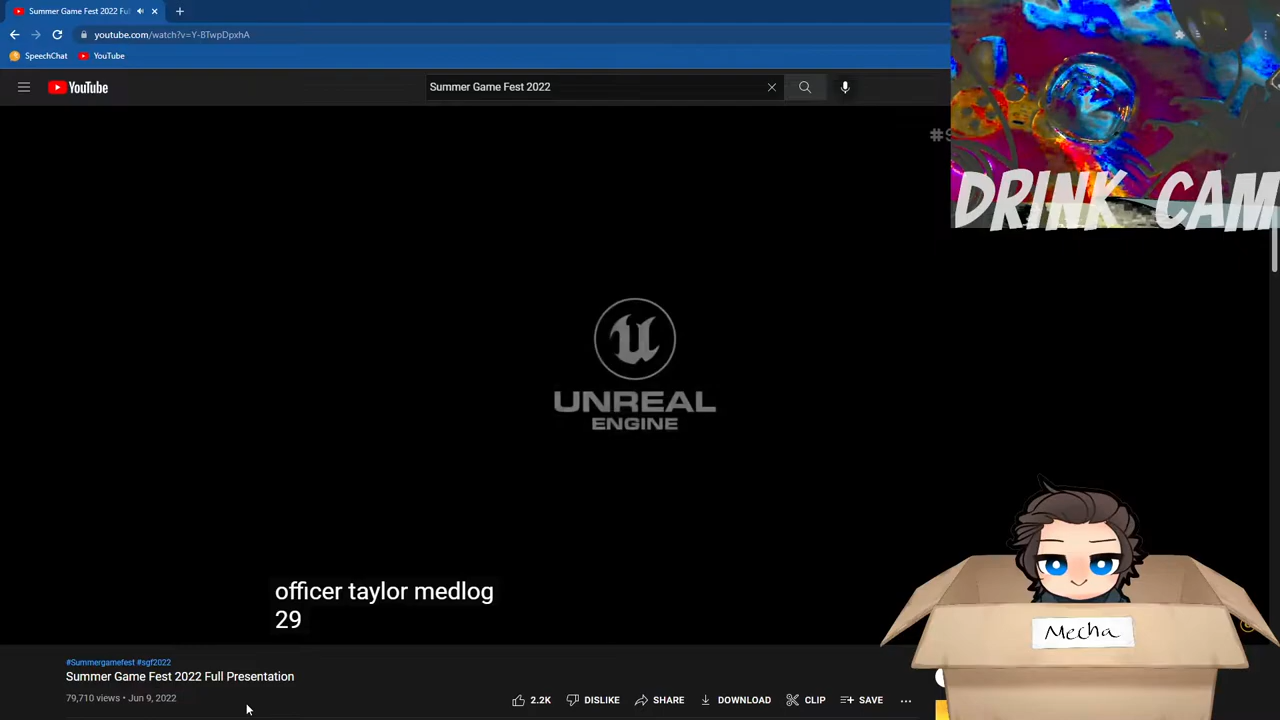 Summer Game Fest 2022 Ful
youtube.com/watch?v=Y-BTwpDpxhA
SpeechChat YouTube
YouTube
Summer Game Fest 2022
DRINK CAM
UNREAL
ENGINE
officer taylor medlog
29
Mecha
#Summergamefest #sgf2022
Summer Game Fest 2022 Full Presentation
79,710 views • Jun 9, 2022
2.2K DISLIKE SHARE DOWNLOAD CLIP SAVE